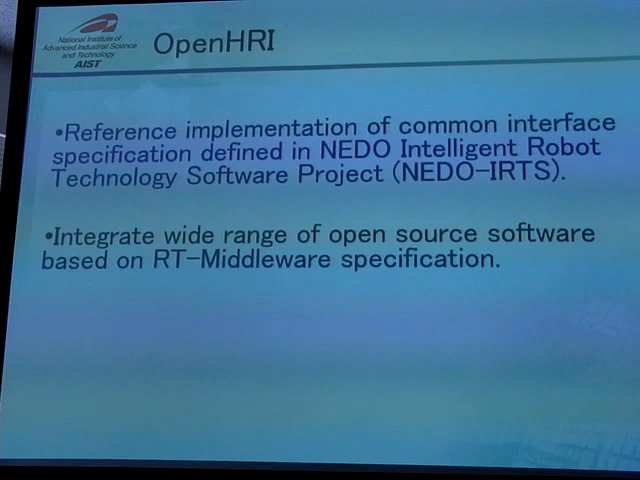 National Institute of
Advanced Industrial Science
and Technology
AIST
OpenHRI
•Reference implementation of common interface
specification defined in NEDO Intelligent Robot
Technology Software Project (NEDO-IRTS).
•Integrate wide range of open source software
based on RT-Middleware specification.